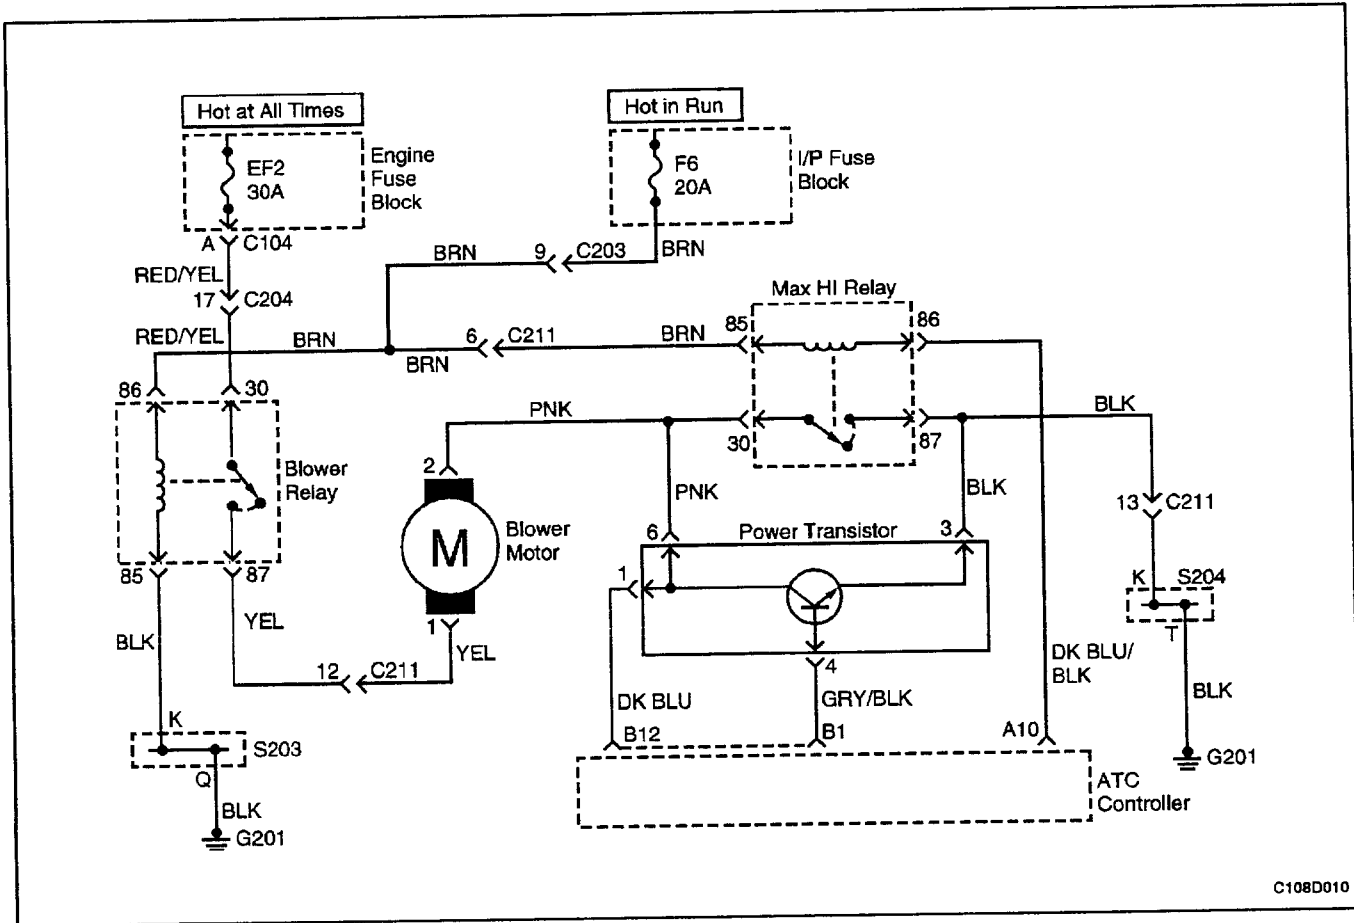 Hot at All Times
Hot in Run
EF2
30A
Engine
Fuse
Block
F6
20A
I/P Fuse
Block
A
C104
BRN
9
C203
BRN
RED/YEL
17
C204
Max HI Relay
RED/YEL
BRN
BRN
6
C211
BRN
85
86
86
30
PNK
30
87
BLK
Blower
Relay
2
PNK
BLK
13
C211
Blower
Motor
M
6
Power Transistor
3
85
87
1
K
S204
BLK
YEL
1
YEL
T
12
C211
4
DK BLU/
BLK
DK BLU
GRY/BLK
BLK
K
S203
B12
B1
A10
G201
Q
BLK
G201
ATC
Controller
C108D010